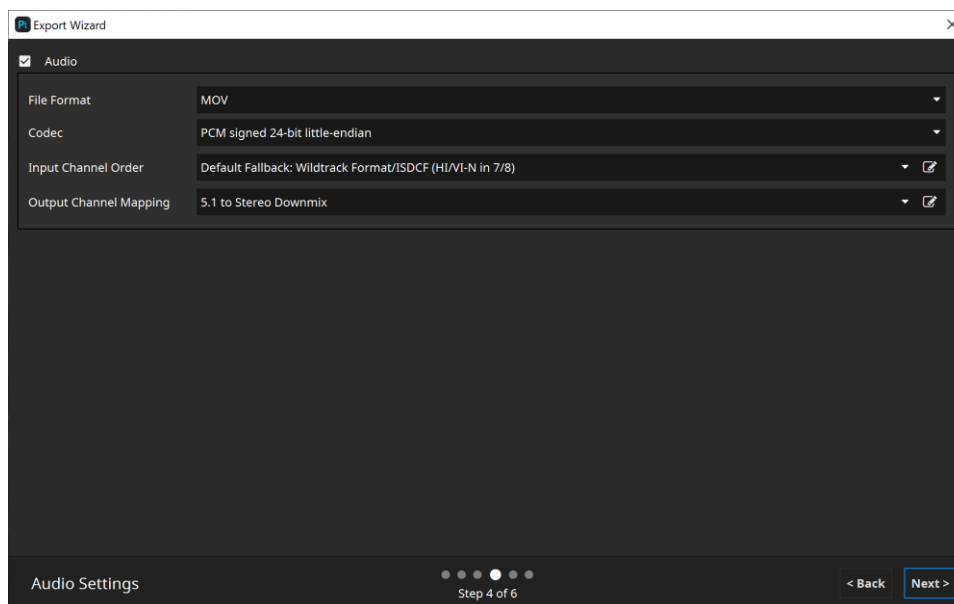 Pl Export Wizard
Audio
File Format MOV
Codec PCM signed 24-bit little-endian
Input Channel Order Default Fallback: Wildtrack Format/ISDCF (HI/VI-N in 7/8)
Output Channel Mapping 5.1 to Stereo Downmix
Audio Settings
Step 4 of 6
< Back Next >